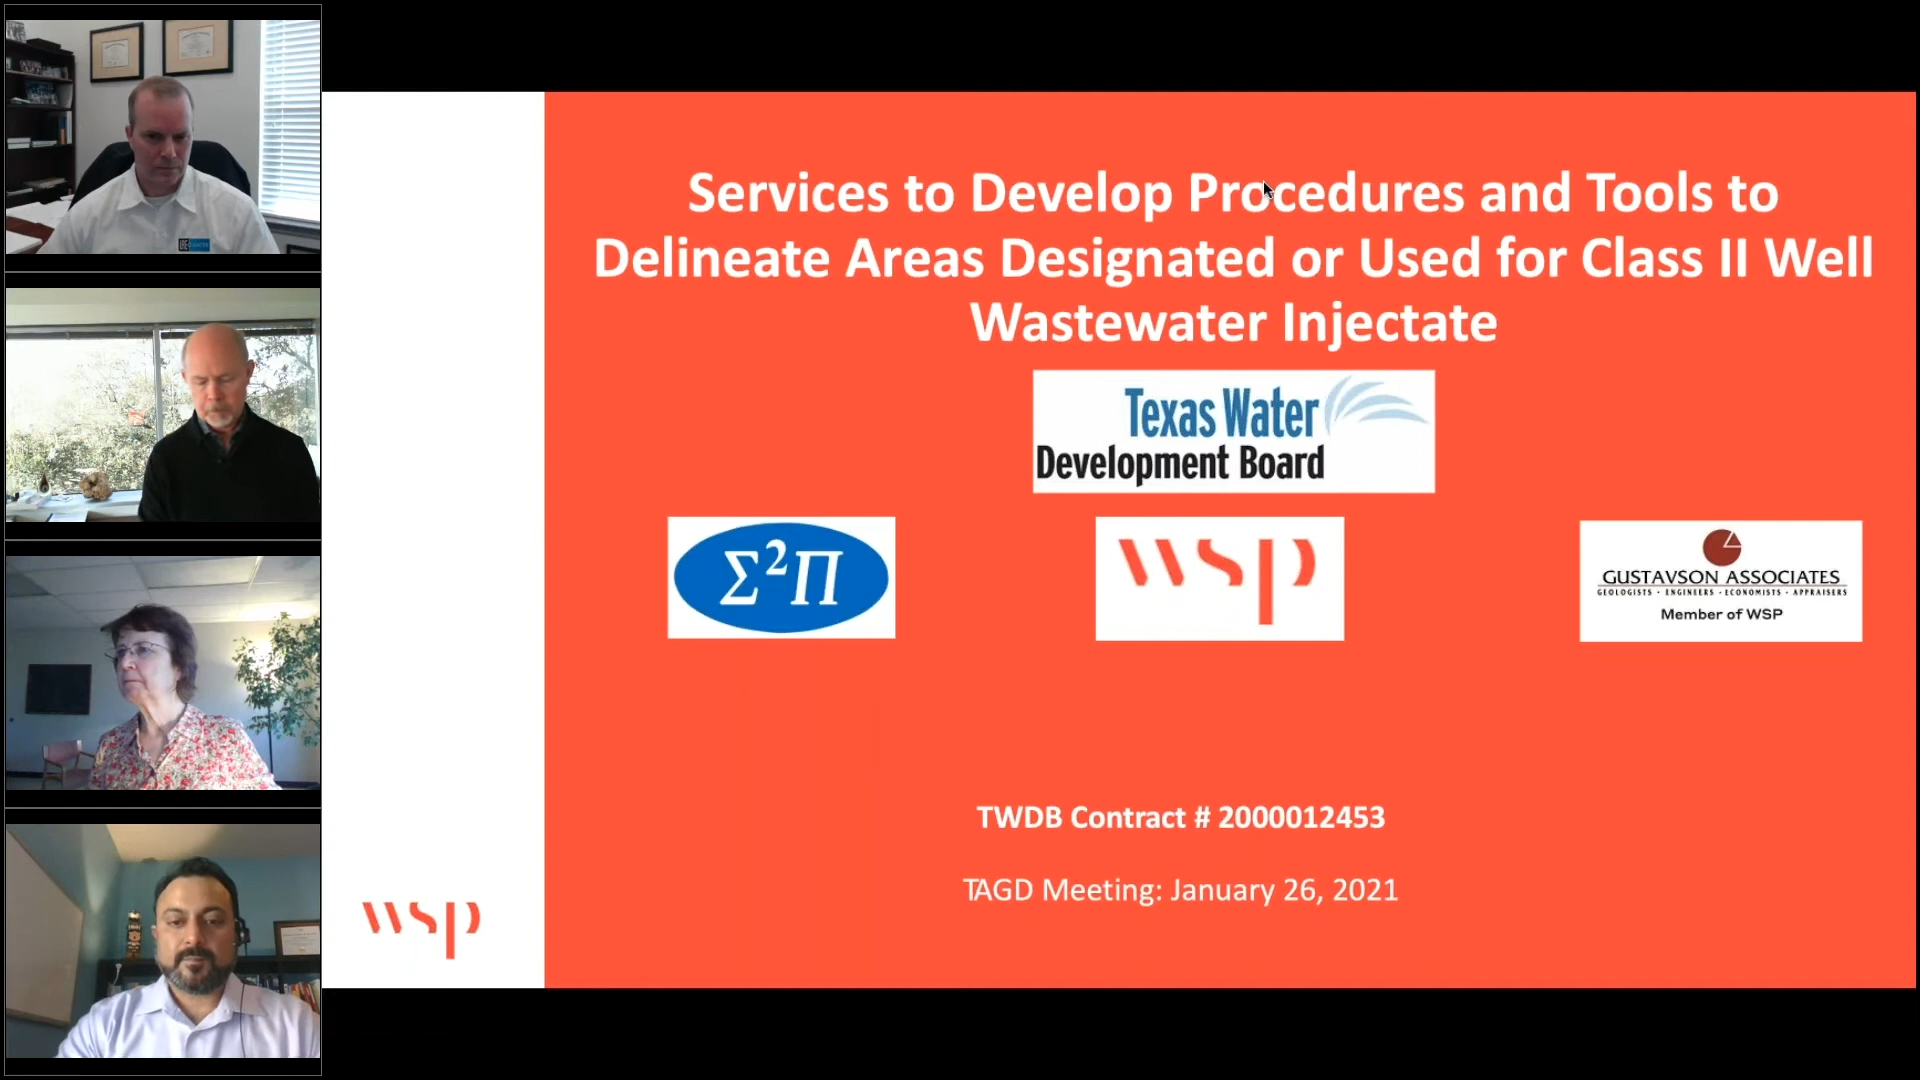 Services to Develop Procedures and Tools to
Delineate Areas Designated or Used for Class II Well
Wastewater Injectate
Texas Water
Development Board
Σ²Π
wsp
GUSTAVSON ASSOCIATES
GEOLOGISTS • ENGINEERS • ECONOMISTS • APPRAISERS
Member of WSP
TWDB Contract # 2000012453
TAGD Meeting: January 26, 2021
wsp